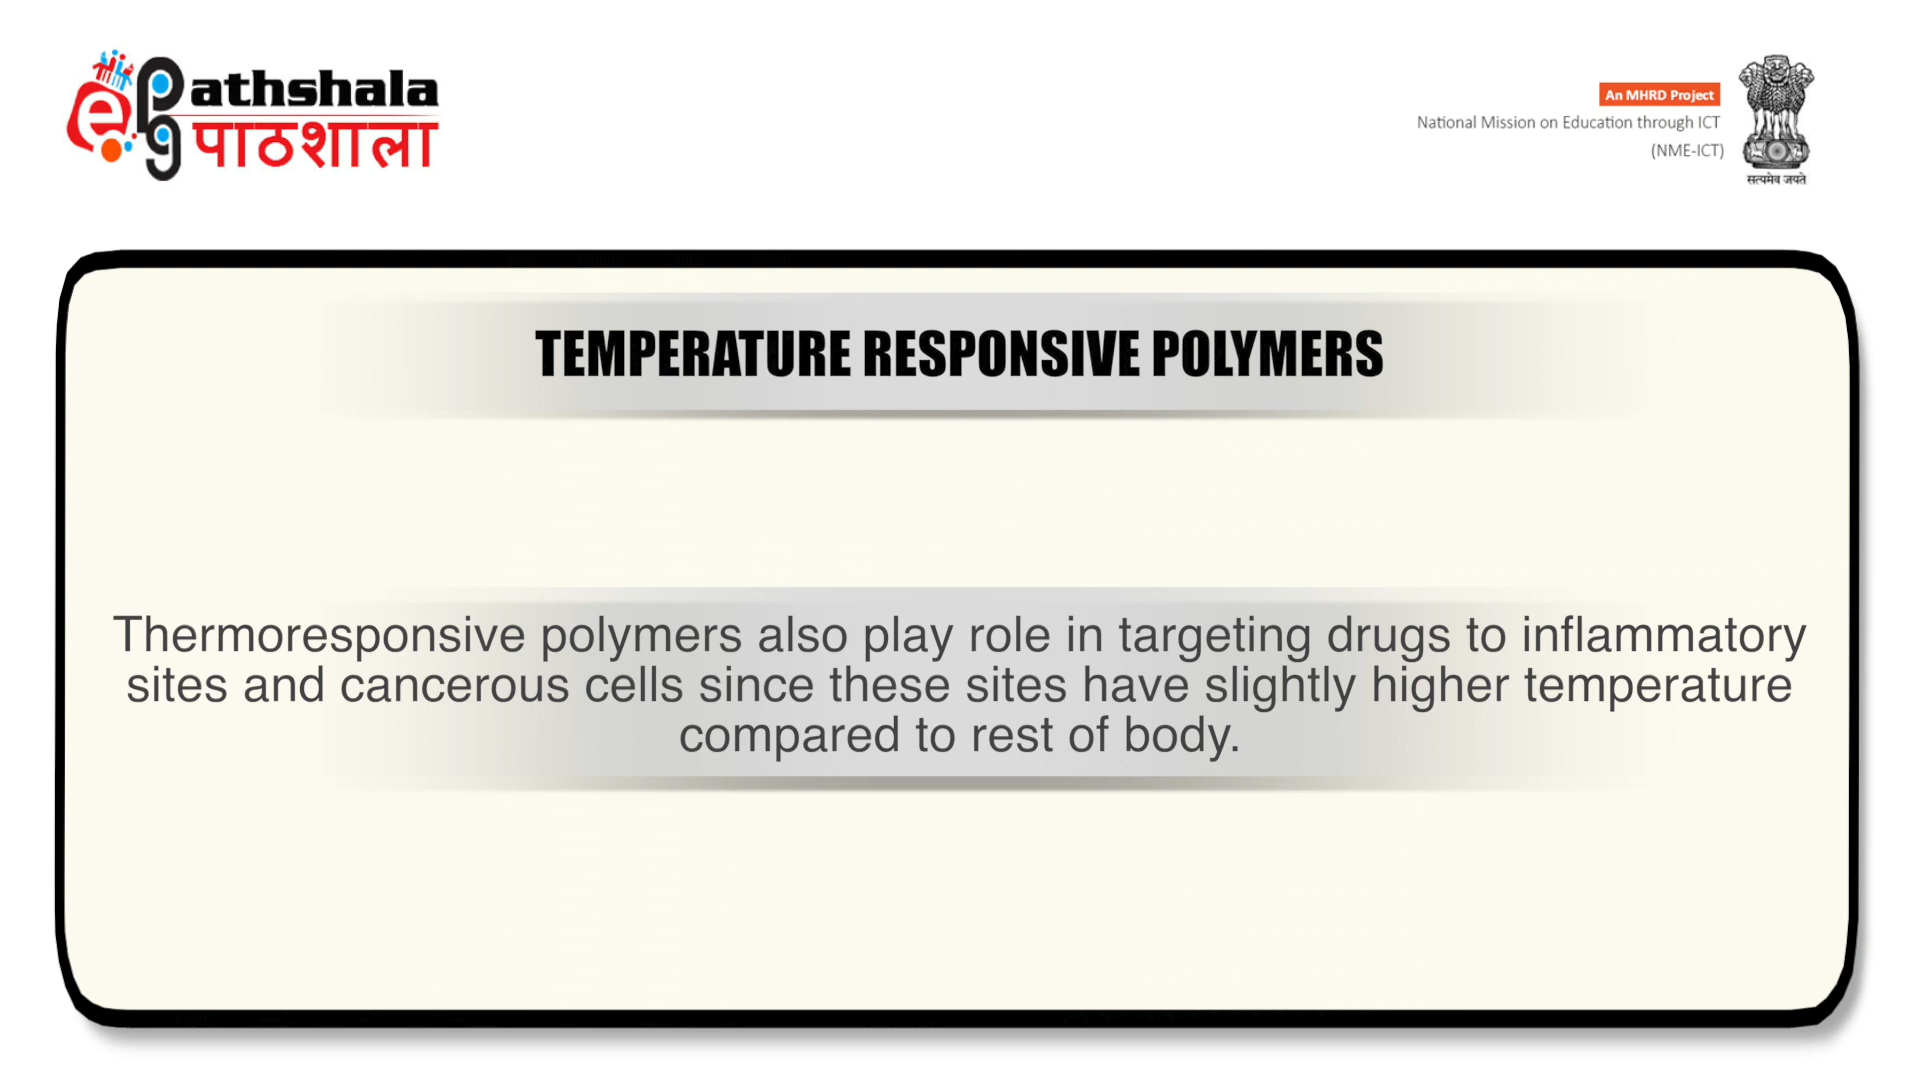 ePG Pathshala
पाठशाला
An MHRD Project
National Mission on Education through ICT
(NME-ICT)
सत्यमेव जयते
TEMPERATURE RESPONSIVE POLYMERS
Thermoresponsive polymers also play role in targeting drugs to inflammatory
sites and cancerous cells since these sites have slightly higher temperature
compared to rest of body.